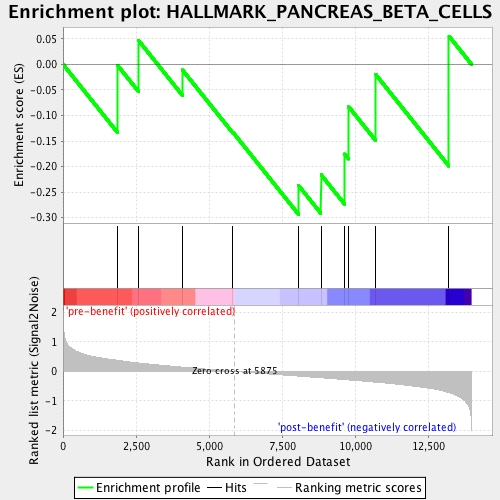 Enrichment plot: HALLMARK_PANCREAS_BETA_CELLS
Enrichment score (ES)
0.05
0.00
-0.05
-0.10
-0.15
-0.20
-0.25
-0.30
'pre-benefit' (positively correlated)
Ranked list metric (Signal2Noise)
2
1
0
-1
-2
Zero cross at 5875
'post-benefit' (negatively correlated)
0
2,500
5,000
7,500
10,000
12,500
Rank in Ordered Dataset
Enrichment profile
Hits
Ranking metric scores